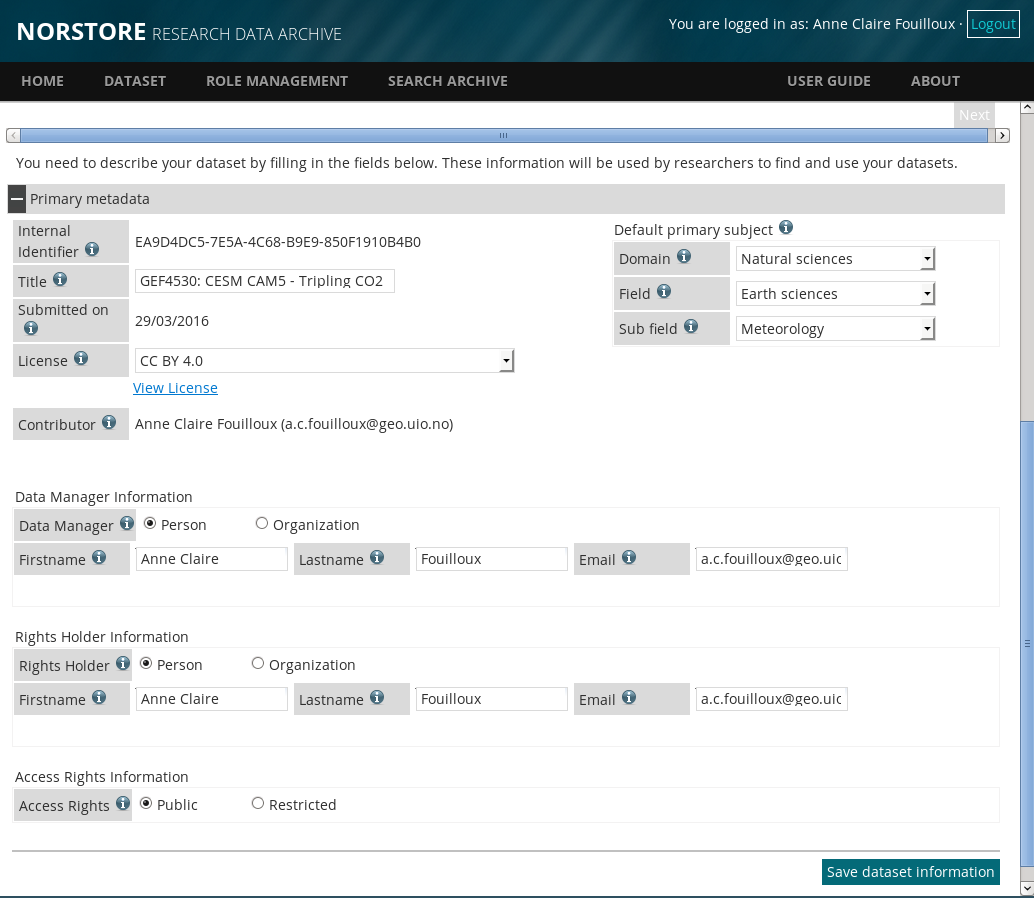 NORSTORE RESEARCH DATA ARCHIVE
You are logged in as: Anne Claire Fouilloux · Logout
HOME DATASET ROLE MANAGEMENT SEARCH ARCHIVE USER GUIDE ABOUT
Next
You need to describe your dataset by filling in the fields below. These information will be used by researchers to find and use your datasets.
Primary metadata
Internal
Identifier
EA9D4DC5-7E5A-4C68-B9E9-850F1910B4B0
Title GEF4530: CESM CAM5 - Tripling CO2
Submitted on
29/03/2016
License CC BY 4.0
View License
Contributor Anne Claire Fouilloux (a.c.fouilloux@geo.uio.no)
Default primary subject
Domain Natural sciences
Field Earth sciences
Sub field Meteorology
Data Manager Information
Data Manager Person Organization
Firstname Anne Claire Lastname Fouilloux Email a.c.fouilloux@geo.uic
Rights Holder Information
Rights Holder Person Organization
Firstname Anne Claire Lastname Fouilloux Email a.c.fouilloux@geo.uic
Access Rights Information
Access Rights Public Restricted
Save dataset information